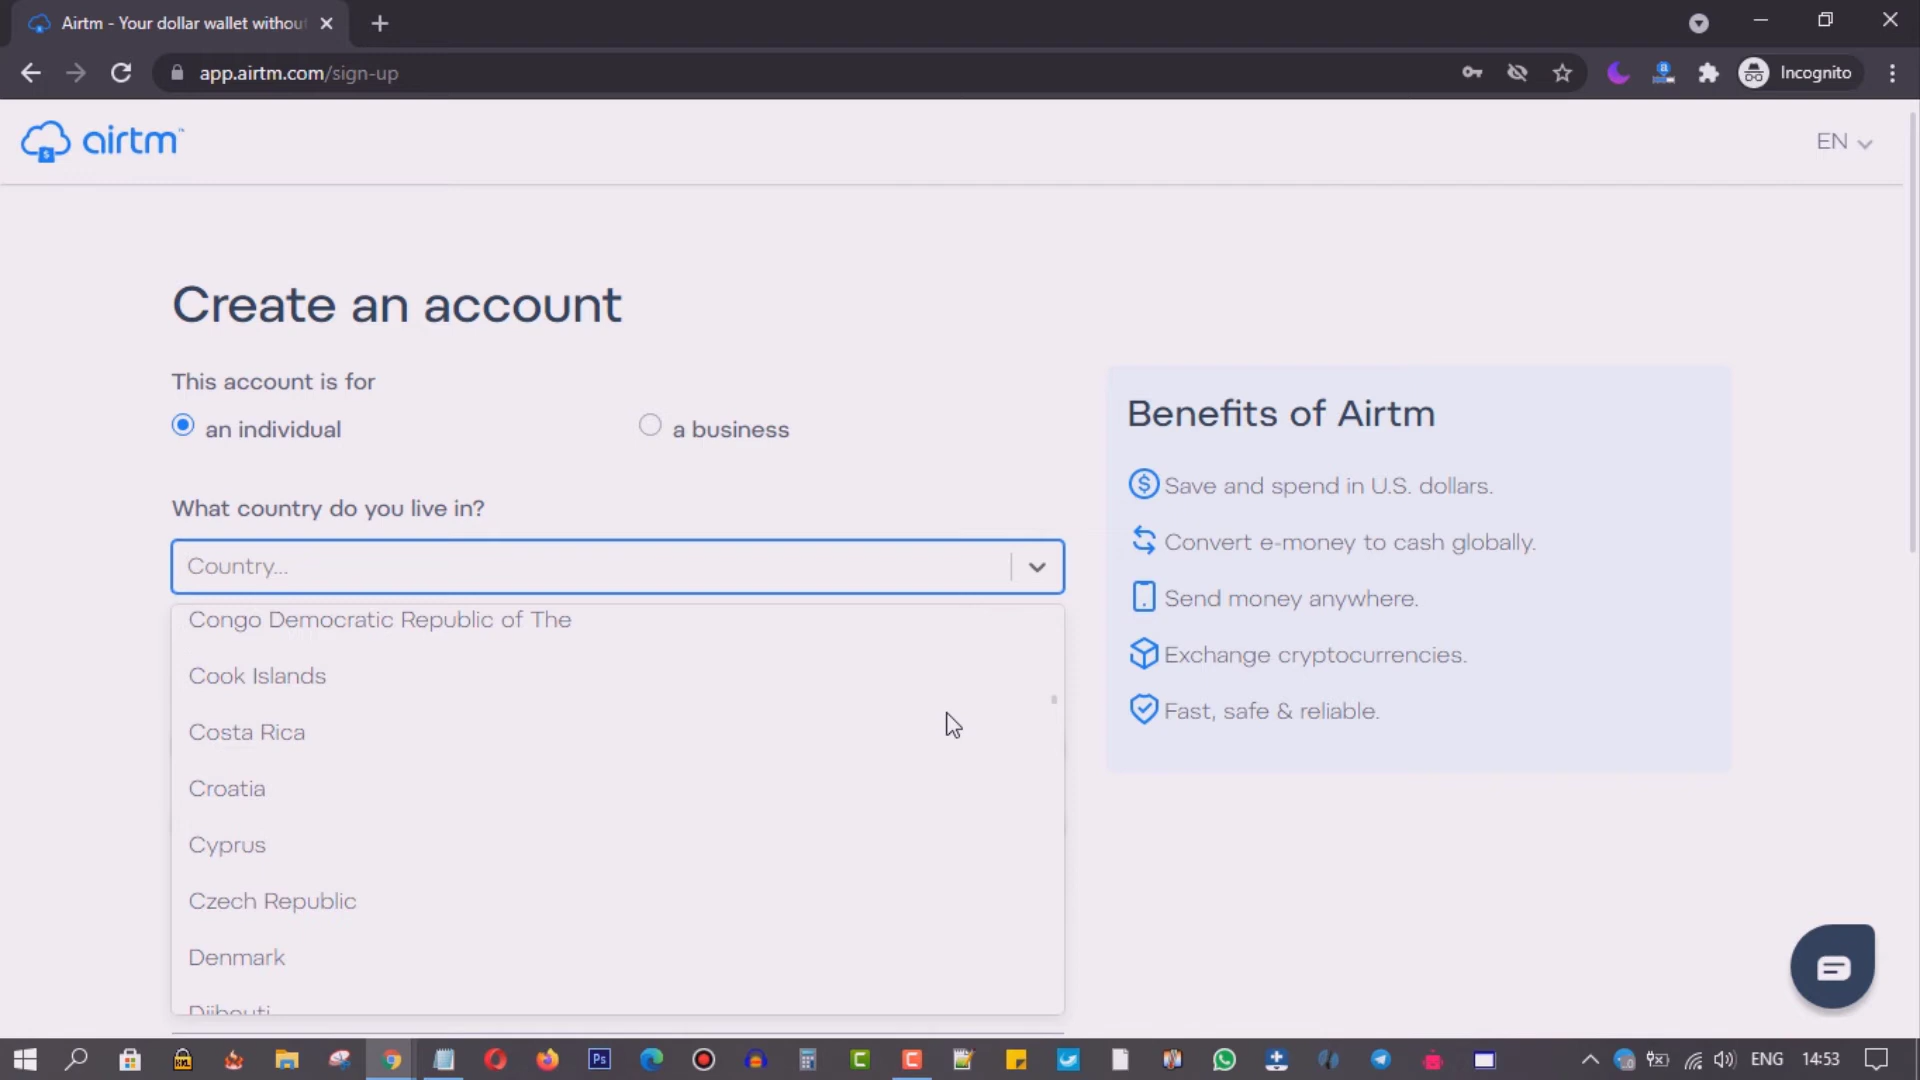 Airtm - Your dollar wallet withou
app.airtm.com/sign-up
Incognito
airtm
EN
Create an account
This account is for
an individual
a business
What country do you live in?
Country...
Congo Democratic Republic of The
Cook Islands
Costa Rica
Croatia
Cyprus
Czech Republic
Denmark
Djibouti
Benefits of Airtm
Save and spend in U.S. dollars.
Convert e-money to cash globally.
Send money anywhere.
Exchange cryptocurrencies.
Fast, safe & reliable.
ENG
14:53